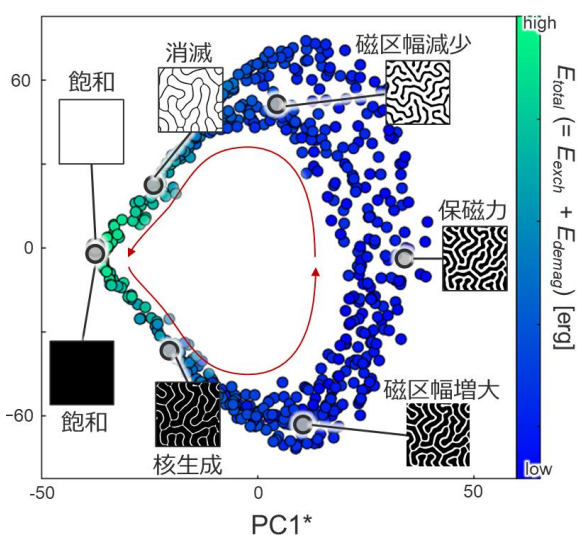 high
消滅
磁区幅減少
60
飽和
保磁力
0
E_total (= E_exch + E_demag) [erg]
飽和
磁区幅増大
-60
核生成
low
-50
0
50
PC1*